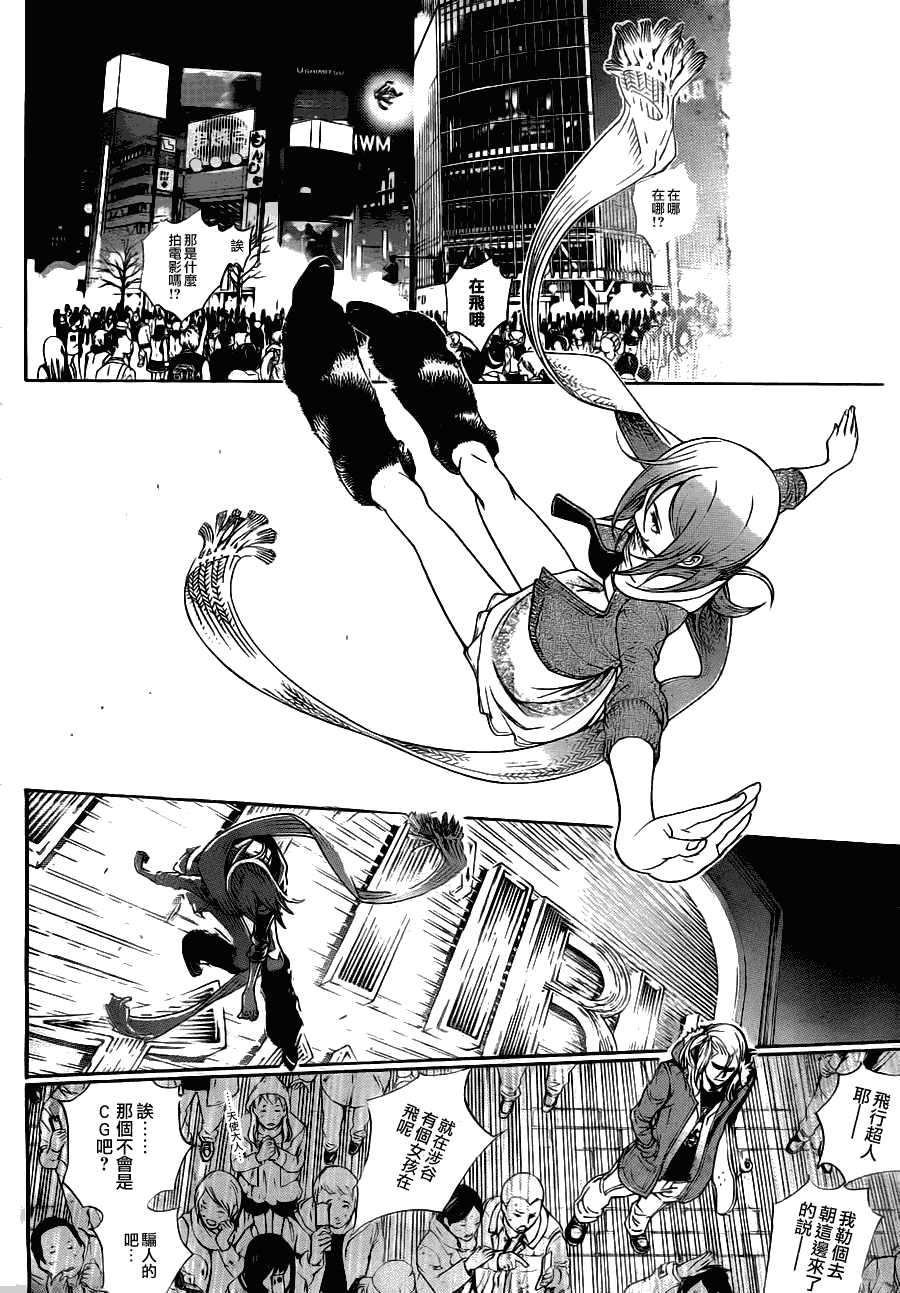 USHIMITSU
IWM
在哪
在哪!?
在飛哦
誒
那是什麼
拍電影嗎!?
飛行超人
耶──
我勒個去
朝這邊來了
的說──
就在涉谷
有個女孩在
飛呢
…天使大人…
誒……
那個不會是
CG吧?
騙人的
吧…